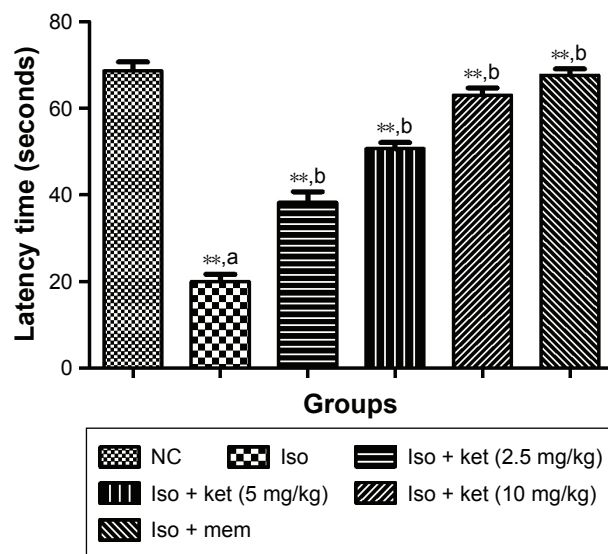 80
60
40
20
0
Latency time (seconds)
**,a
**,b
**,b
**,b
**,b
Groups
NC Iso Iso + ket (2.5 mg/kg)
Iso + ket (5 mg/kg) Iso + ket (10 mg/kg)
Iso + mem